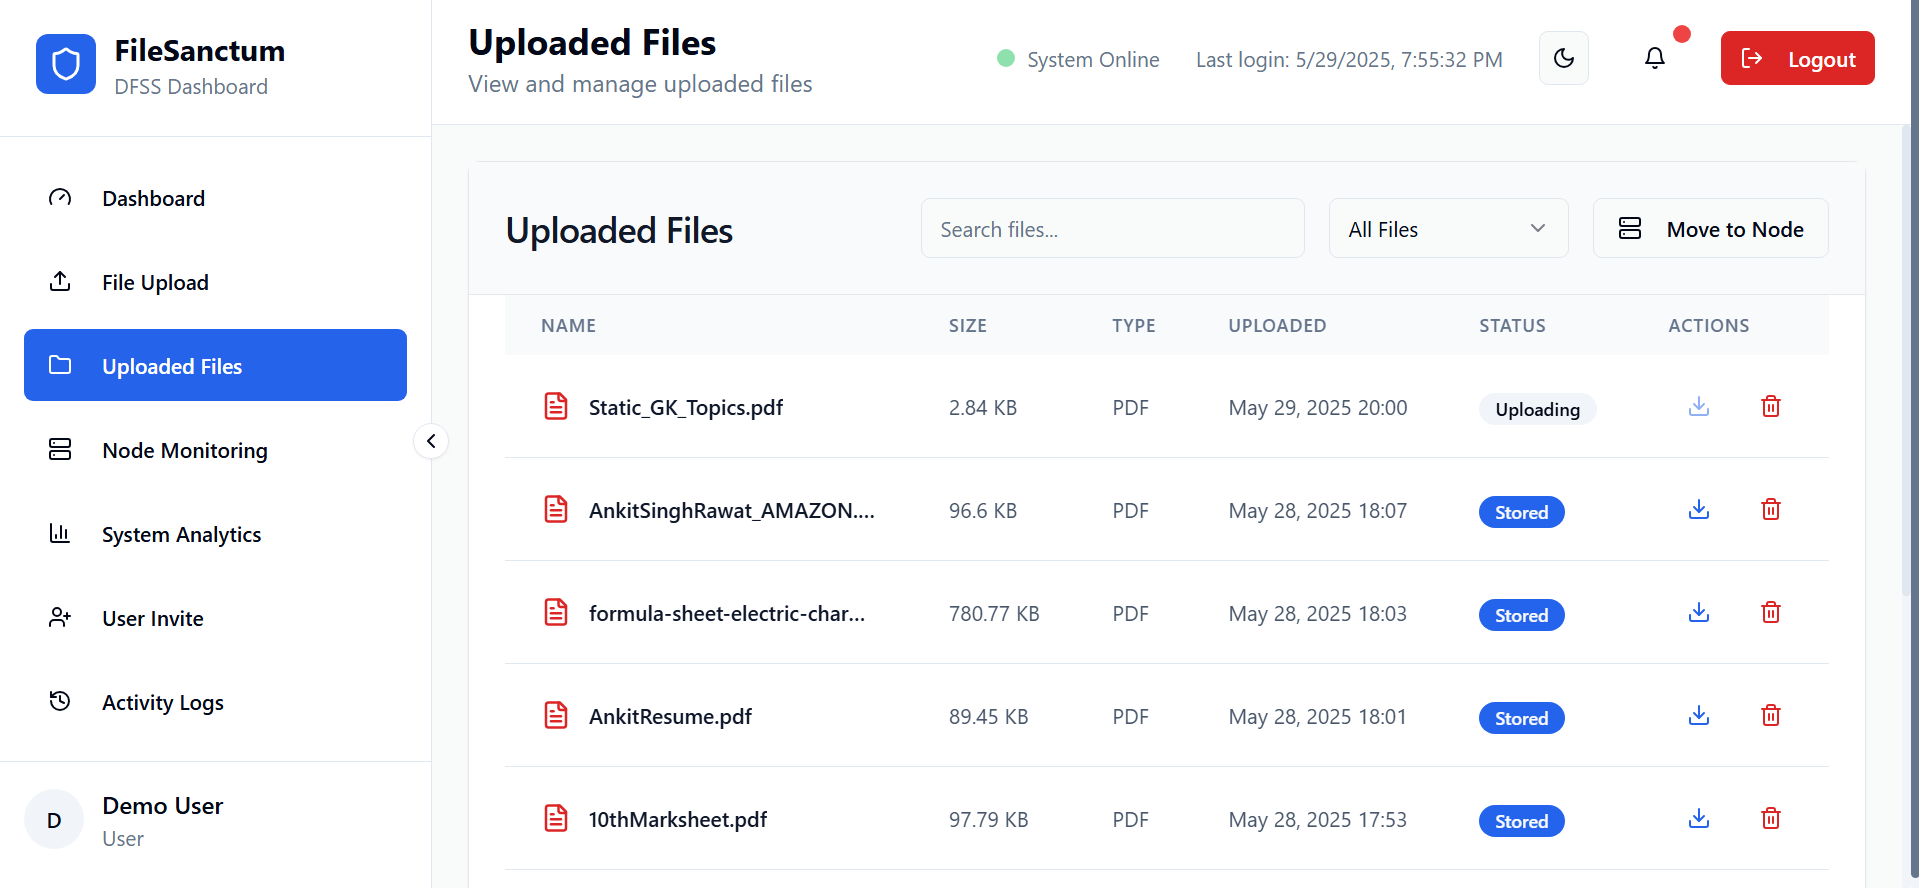 FileSanctum
DFSS Dashboard
Dashboard
File Upload
Uploaded Files
Node Monitoring
System Analytics
User Invite
Activity Logs
D
Demo User
User
Uploaded Files
View and manage uploaded files
System Online
Last login: 5/29/2025, 7:55:32 PM
Logout
Uploaded Files
Search files...
All Files
Move to Node
NAME SIZE TYPE UPLOADED STATUS ACTIONS
Static_GK_Topics.pdf 2.84 KB PDF May 29, 2025 20:00 Uploading
AnkitSinghRawat_AMAZON.... 96.6 KB PDF May 28, 2025 18:07 Stored
formula-sheet-electric-char... 780.77 KB PDF May 28, 2025 18:03 Stored
AnkitResume.pdf 89.45 KB PDF May 28, 2025 18:01 Stored
10thMarksheet.pdf 97.79 KB PDF May 28, 2025 17:53 Stored